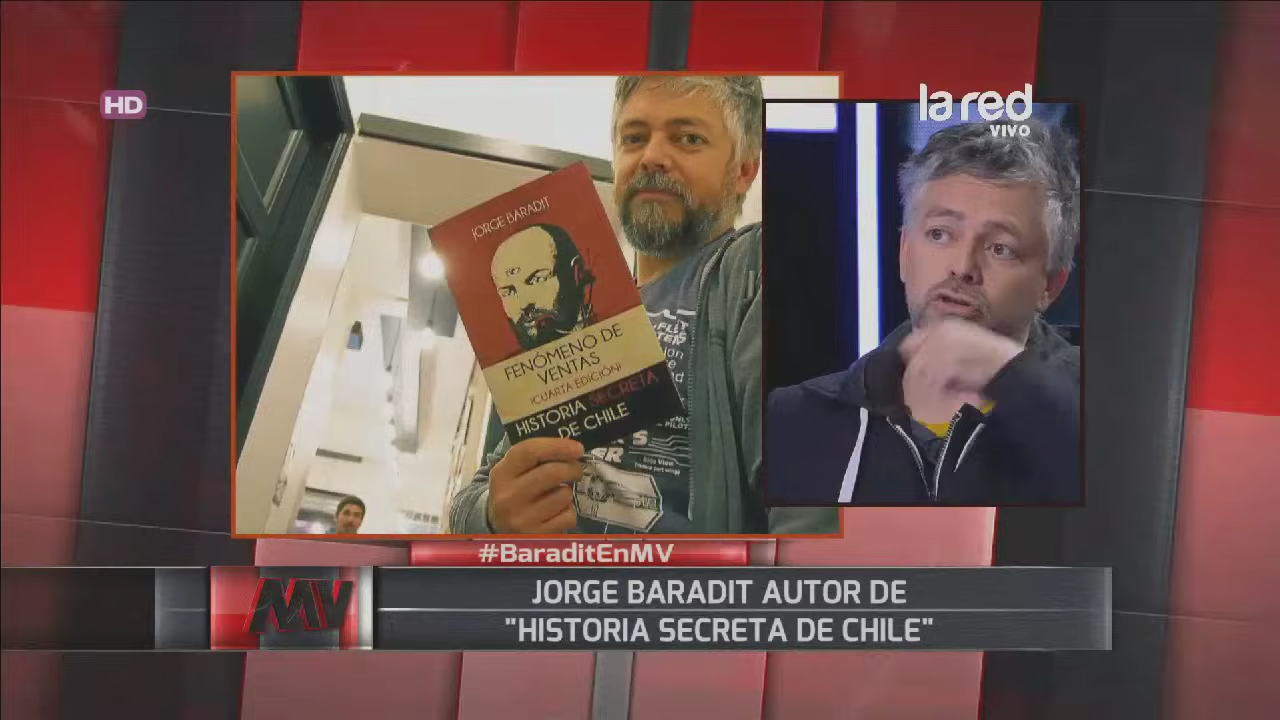 HD
la red
VIVO
JORGE BARADIT
FENÓMENO DE
VENTAS
(CUARTA EDICIÓN)
HISTORIA SECRETA
DE CHILE
#BaraditEnMV
MV
JORGE BARADIT AUTOR DE
"HISTORIA SECRETA DE CHILE"